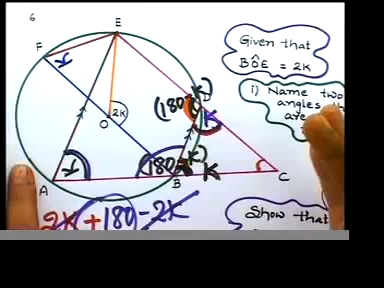 6
E
F
K
Given that
BÔE = 2K
(180-K)
D
i) Name two
angles
are
O
2K
K
K
(180-K)
A
B
K
C
2K+180-2K
Show that